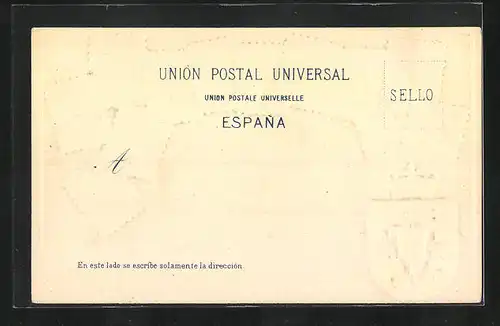 UNIÓN POSTAL UNIVERSAL
UNION POSTALE UNIVERSELLE
SELLO
ESPAÑA
A
En este lado se escribe solamente la dirección